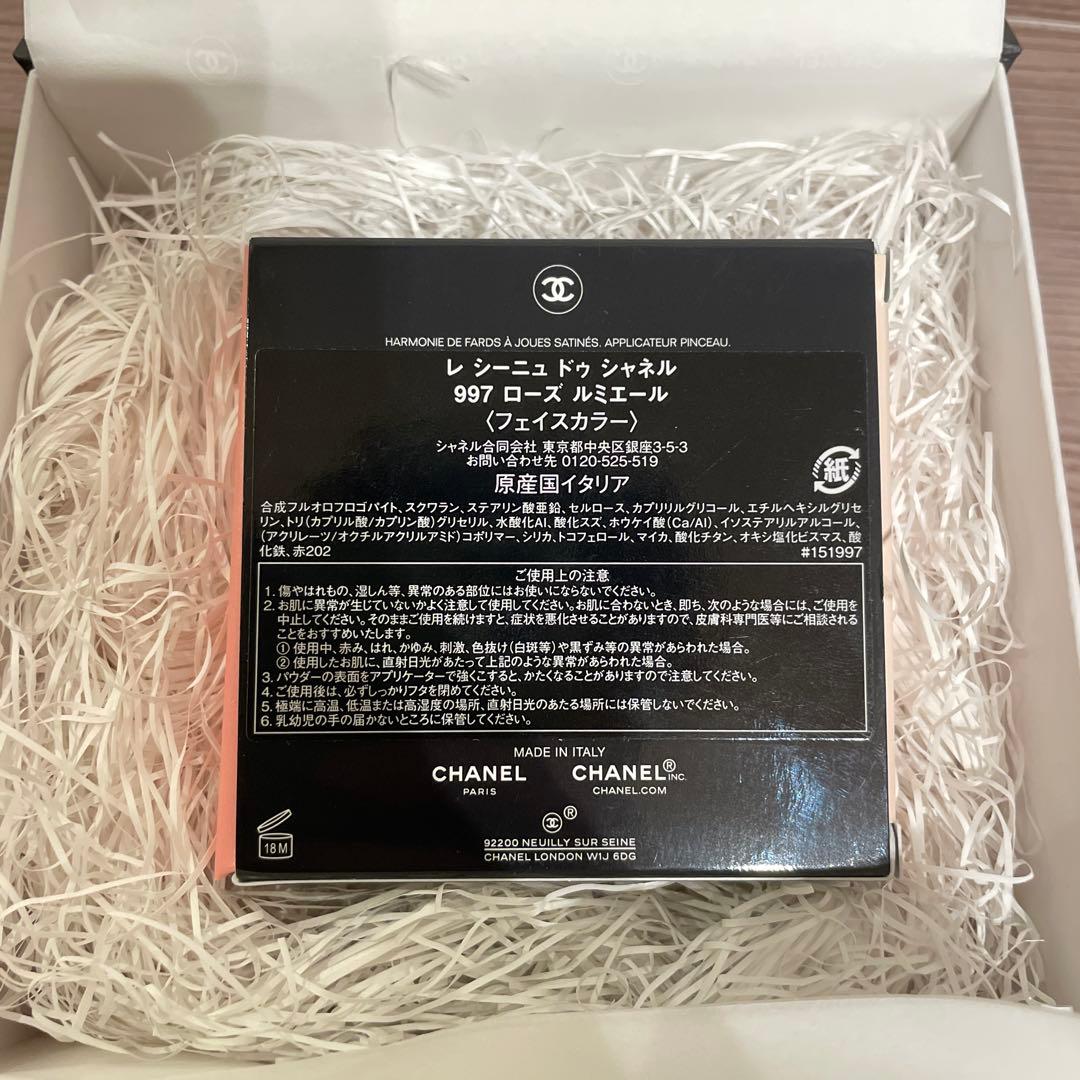 HARMONIE DE FARDS À JOUES SATINÉS. APPLICATEUR PINCEAU.
レ シーニュ ドゥ シャネル
997 ローズ ルミエール
〈フェイスカラー〉
シャネル合同会社 東京都中央区銀座3-5-3
お問い合わせ先 0120-525-519
原産国イタリア
紙
合成フルオロフロゴパイト、スクワラン、ステアリン酸亜鉛、セルロース、カプリリルグリコール、エチルヘキシルグリセ
リン、トリ(カプリル酸/カプリン酸)グリセリル、水酸化Al、酸化スズ、ホウケイ酸(Ca/Al)、イソステアリルアルコール、
(アクリレーツ/オクチルアクリルアミド)コポリマー、シリカ、トコフェロール、マイカ、酸化チタン、オキシ塩化ビスマス、酸
化鉄、赤202 #151997
ご使用上の注意
1. 傷やはれもの、湿しん等、異常のある部位にはお使いにならないでください。
2. お肌に異常が生じていないかよく注意して使用してください。お肌に合わないとき、即ち、次のような場合には、ご使用を
中止してください。そのままご使用を続けますと、症状を悪化させることがありますので、皮膚科専門医等にご相談される
ことをおすすめいたします。
① 使用中、赤み、はれ、かゆみ、刺激、色抜け(白斑等)や黒ずみ等の異常があらわれた場合。
② 使用したお肌に、直射日光があたって上記のような異常があらわれた場合。
3. パウダーの表面をアプリケーターで強くこすると、かたくなることがありますので注意してください。
4. ご使用後は、必ずしっかりフタを閉めてください。
5. 極端に高温、低温または高湿度の場所、直射日光のあたる場所には保管しないでください。
6. 乳幼児の手の届かないところに保管してください。
MADE IN ITALY
CHANEL CHANEL® INC.
PARIS CHANEL.COM
®
18 M
92200 NEUILLY SUR SEINE
CHANEL LONDON W1J 6DG